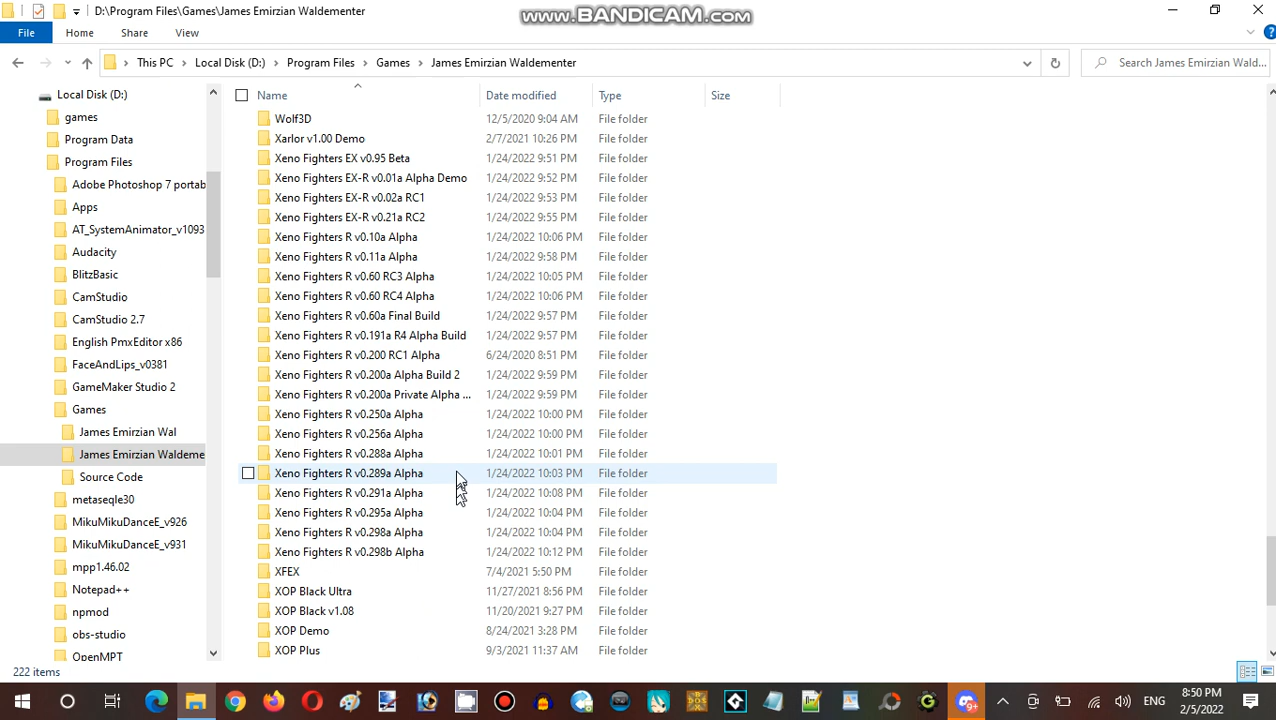 D:\Program Files\Games\James Emirzian Waldementer
www.BANDICAM.com
File Home Share View
This PC Local Disk (D:) Program Files Games James Emirzian Waldementer
Search James Emirzian Wald...
Local Disk (D:)
games
Program Data
Program Files
Adobe Photoshop 7 portab
Apps
AT_SystemAnimator_v1093
Audacity
BlitzBasic
CamStudio
CamStudio 2.7
English PmxEditor x86
FaceAndLips_v0381
GameMaker Studio 2
Games
James Emirzian Wal
James Emirzian Waldeme
Source Code
metaseqle30
MikuMikuDanceE_v926
MikuMikuDanceE_v931
mpp1.46.02
Notepad++
npmod
obs-studio
OpenMPT
Name Date modified Type Size
Wolf3D 12/5/2020 9:04 AM File folder
Xarlor v1.00 Demo 2/7/2021 10:26 PM File folder
Xeno Fighters EX v0.95 Beta 1/24/2022 9:51 PM File folder
Xeno Fighters EX-R v0.01a Alpha Demo 1/24/2022 9:52 PM File folder
Xeno Fighters EX-R v0.02a RC1 1/24/2022 9:53 PM File folder
Xeno Fighters EX-R v0.21a RC2 1/24/2022 9:55 PM File folder
Xeno Fighters R v0.10a Alpha 1/24/2022 10:06 PM File folder
Xeno Fighters R v0.11a Alpha 1/24/2022 9:58 PM File folder
Xeno Fighters R v0.60 RC3 Alpha 1/24/2022 10:05 PM File folder
Xeno Fighters R v0.60 RC4 Alpha 1/24/2022 10:06 PM File folder
Xeno Fighters R v0.60a Final Build 1/24/2022 9:57 PM File folder
Xeno Fighters R v0.191a R4 Alpha Build 1/24/2022 9:57 PM File folder
Xeno Fighters R v0.200 RC1 Alpha 6/24/2020 8:51 PM File folder
Xeno Fighters R v0.200a Alpha Build 2 1/24/2022 9:59 PM File folder
Xeno Fighters R v0.200a Private Alpha ... 1/24/2022 9:59 PM File folder
Xeno Fighters R v0.250a Alpha 1/24/2022 10:00 PM File folder
Xeno Fighters R v0.256a Alpha 1/24/2022 10:00 PM File folder
Xeno Fighters R v0.288a Alpha 1/24/2022 10:01 PM File folder
Xeno Fighters R v0.289a Alpha 1/24/2022 10:03 PM File folder
Xeno Fighters R v0.291a Alpha 1/24/2022 10:08 PM File folder
Xeno Fighters R v0.295a Alpha 1/24/2022 10:04 PM File folder
Xeno Fighters R v0.298a Alpha 1/24/2022 10:04 PM File folder
Xeno Fighters R v0.298b Alpha 1/24/2022 10:12 PM File folder
XFEX 7/4/2021 5:50 PM File folder
XOP Black Ultra 11/27/2021 8:56 PM File folder
XOP Black v1.08 11/20/2021 9:27 PM File folder
XOP Demo 8/24/2021 3:28 PM File folder
XOP Plus 9/3/2021 11:37 AM File folder
222 items
9+
ENG
8:50 PM
2/5/2022